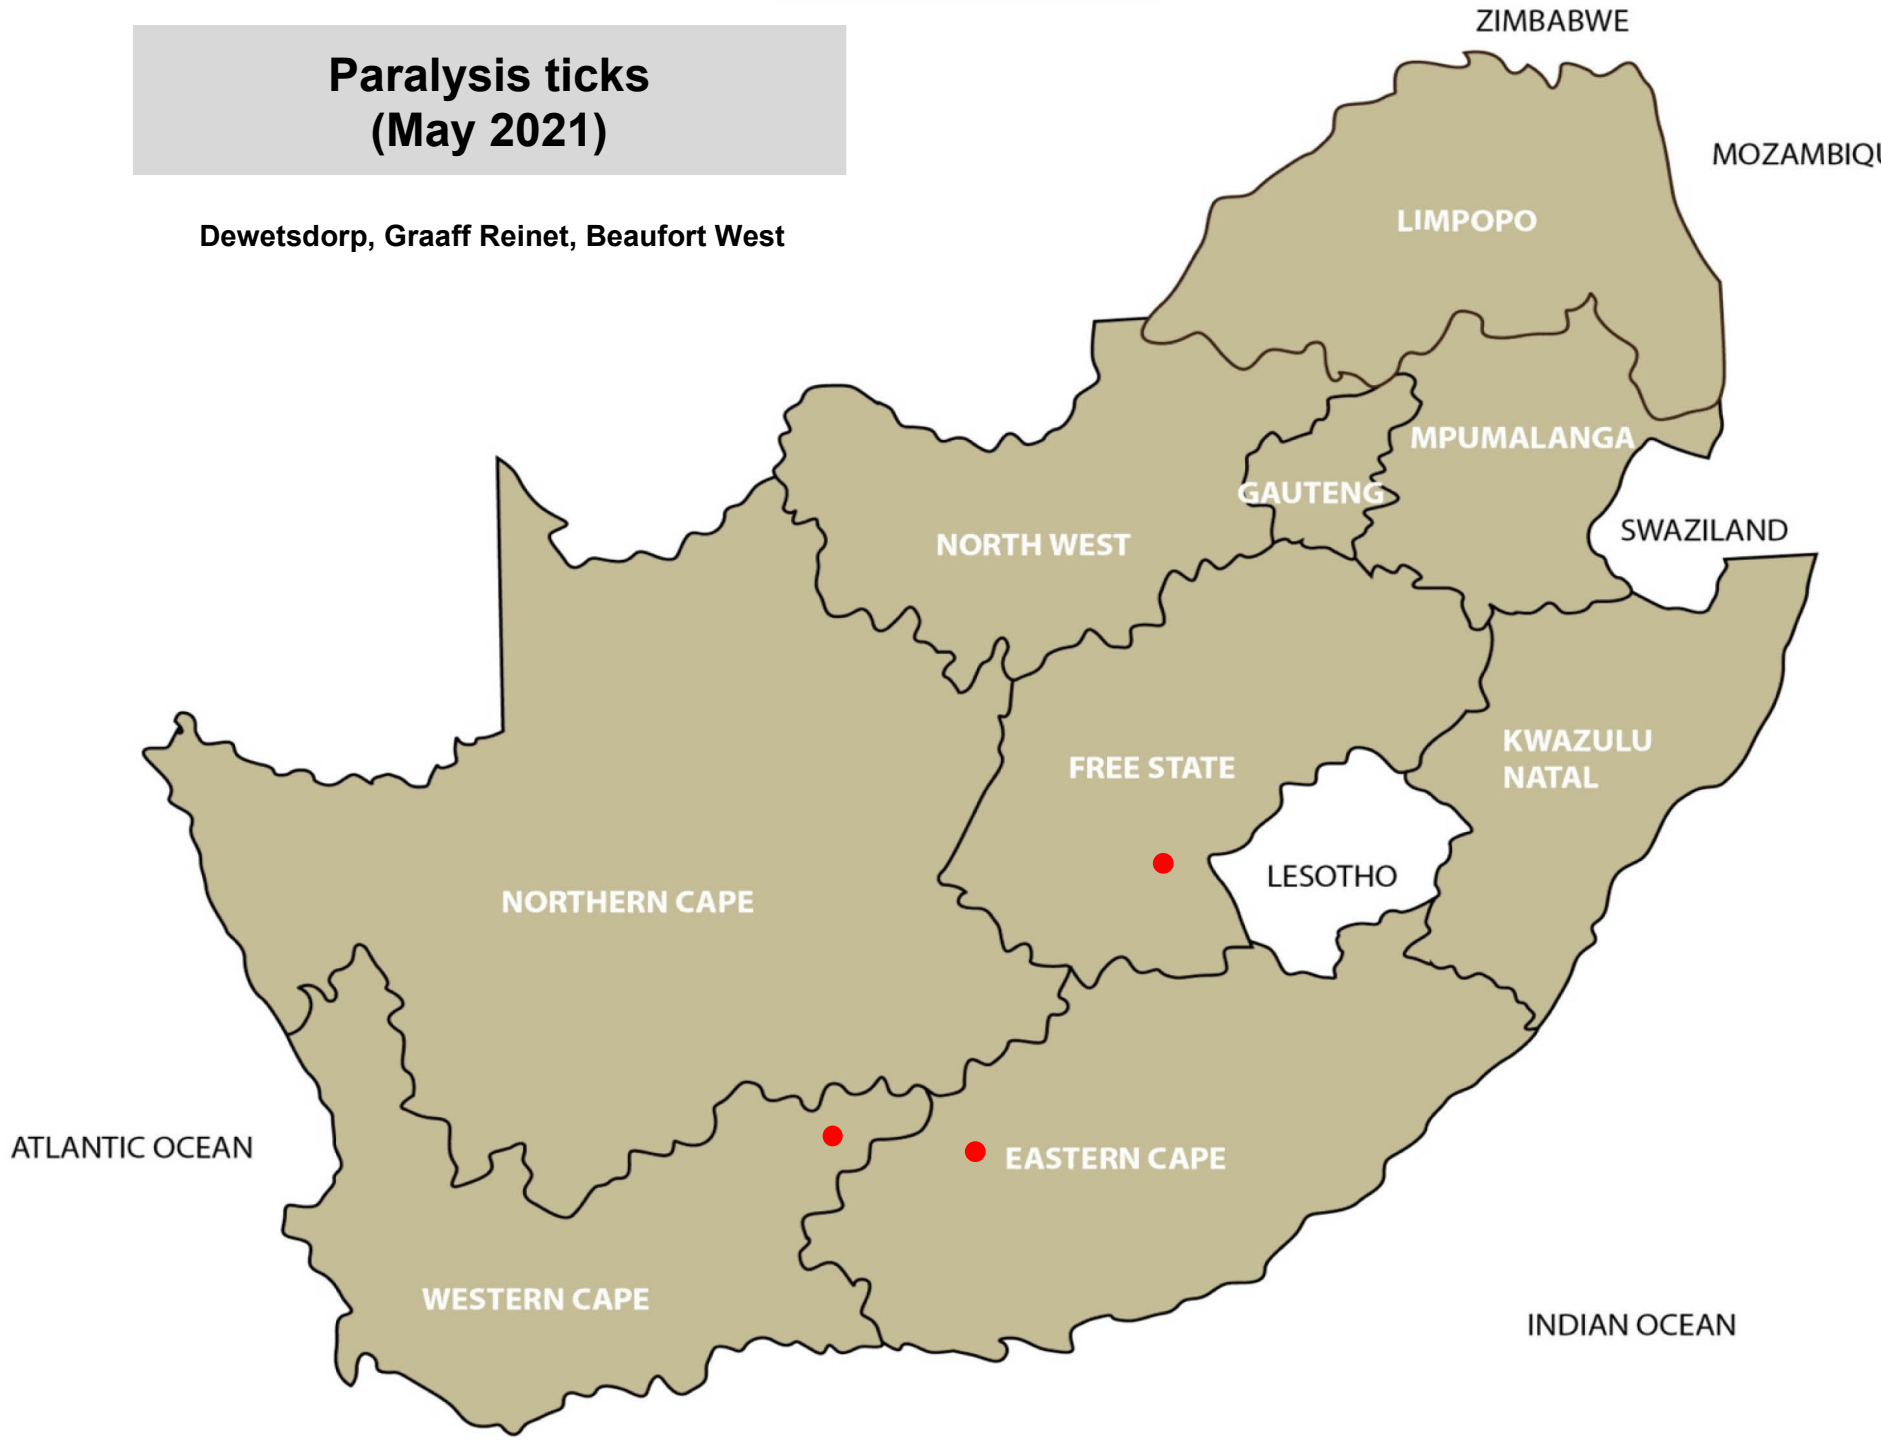 Paralysis ticks
(May 2021)
Dewetsdorp, Graaff Reinet, Beaufort West
ZIMBABWE
MOZAMBIQU
LIMPOPO
MPUMALANGA
GAUTENG
SWAZILAND
NORTH WEST
KWAZULU
NATAL
FREE STATE
LESOTHO
NORTHERN CAPE
ATLANTIC OCEAN
EASTERN CAPE
WESTERN CAPE
INDIAN OCEAN